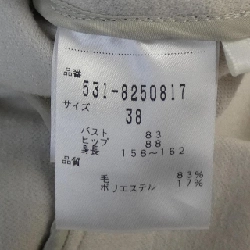 品番
531-8250817
サイズ
38
バスト 83
ヒップ 88
身長 156～162
品質
毛 83%
ポリエステル 17%